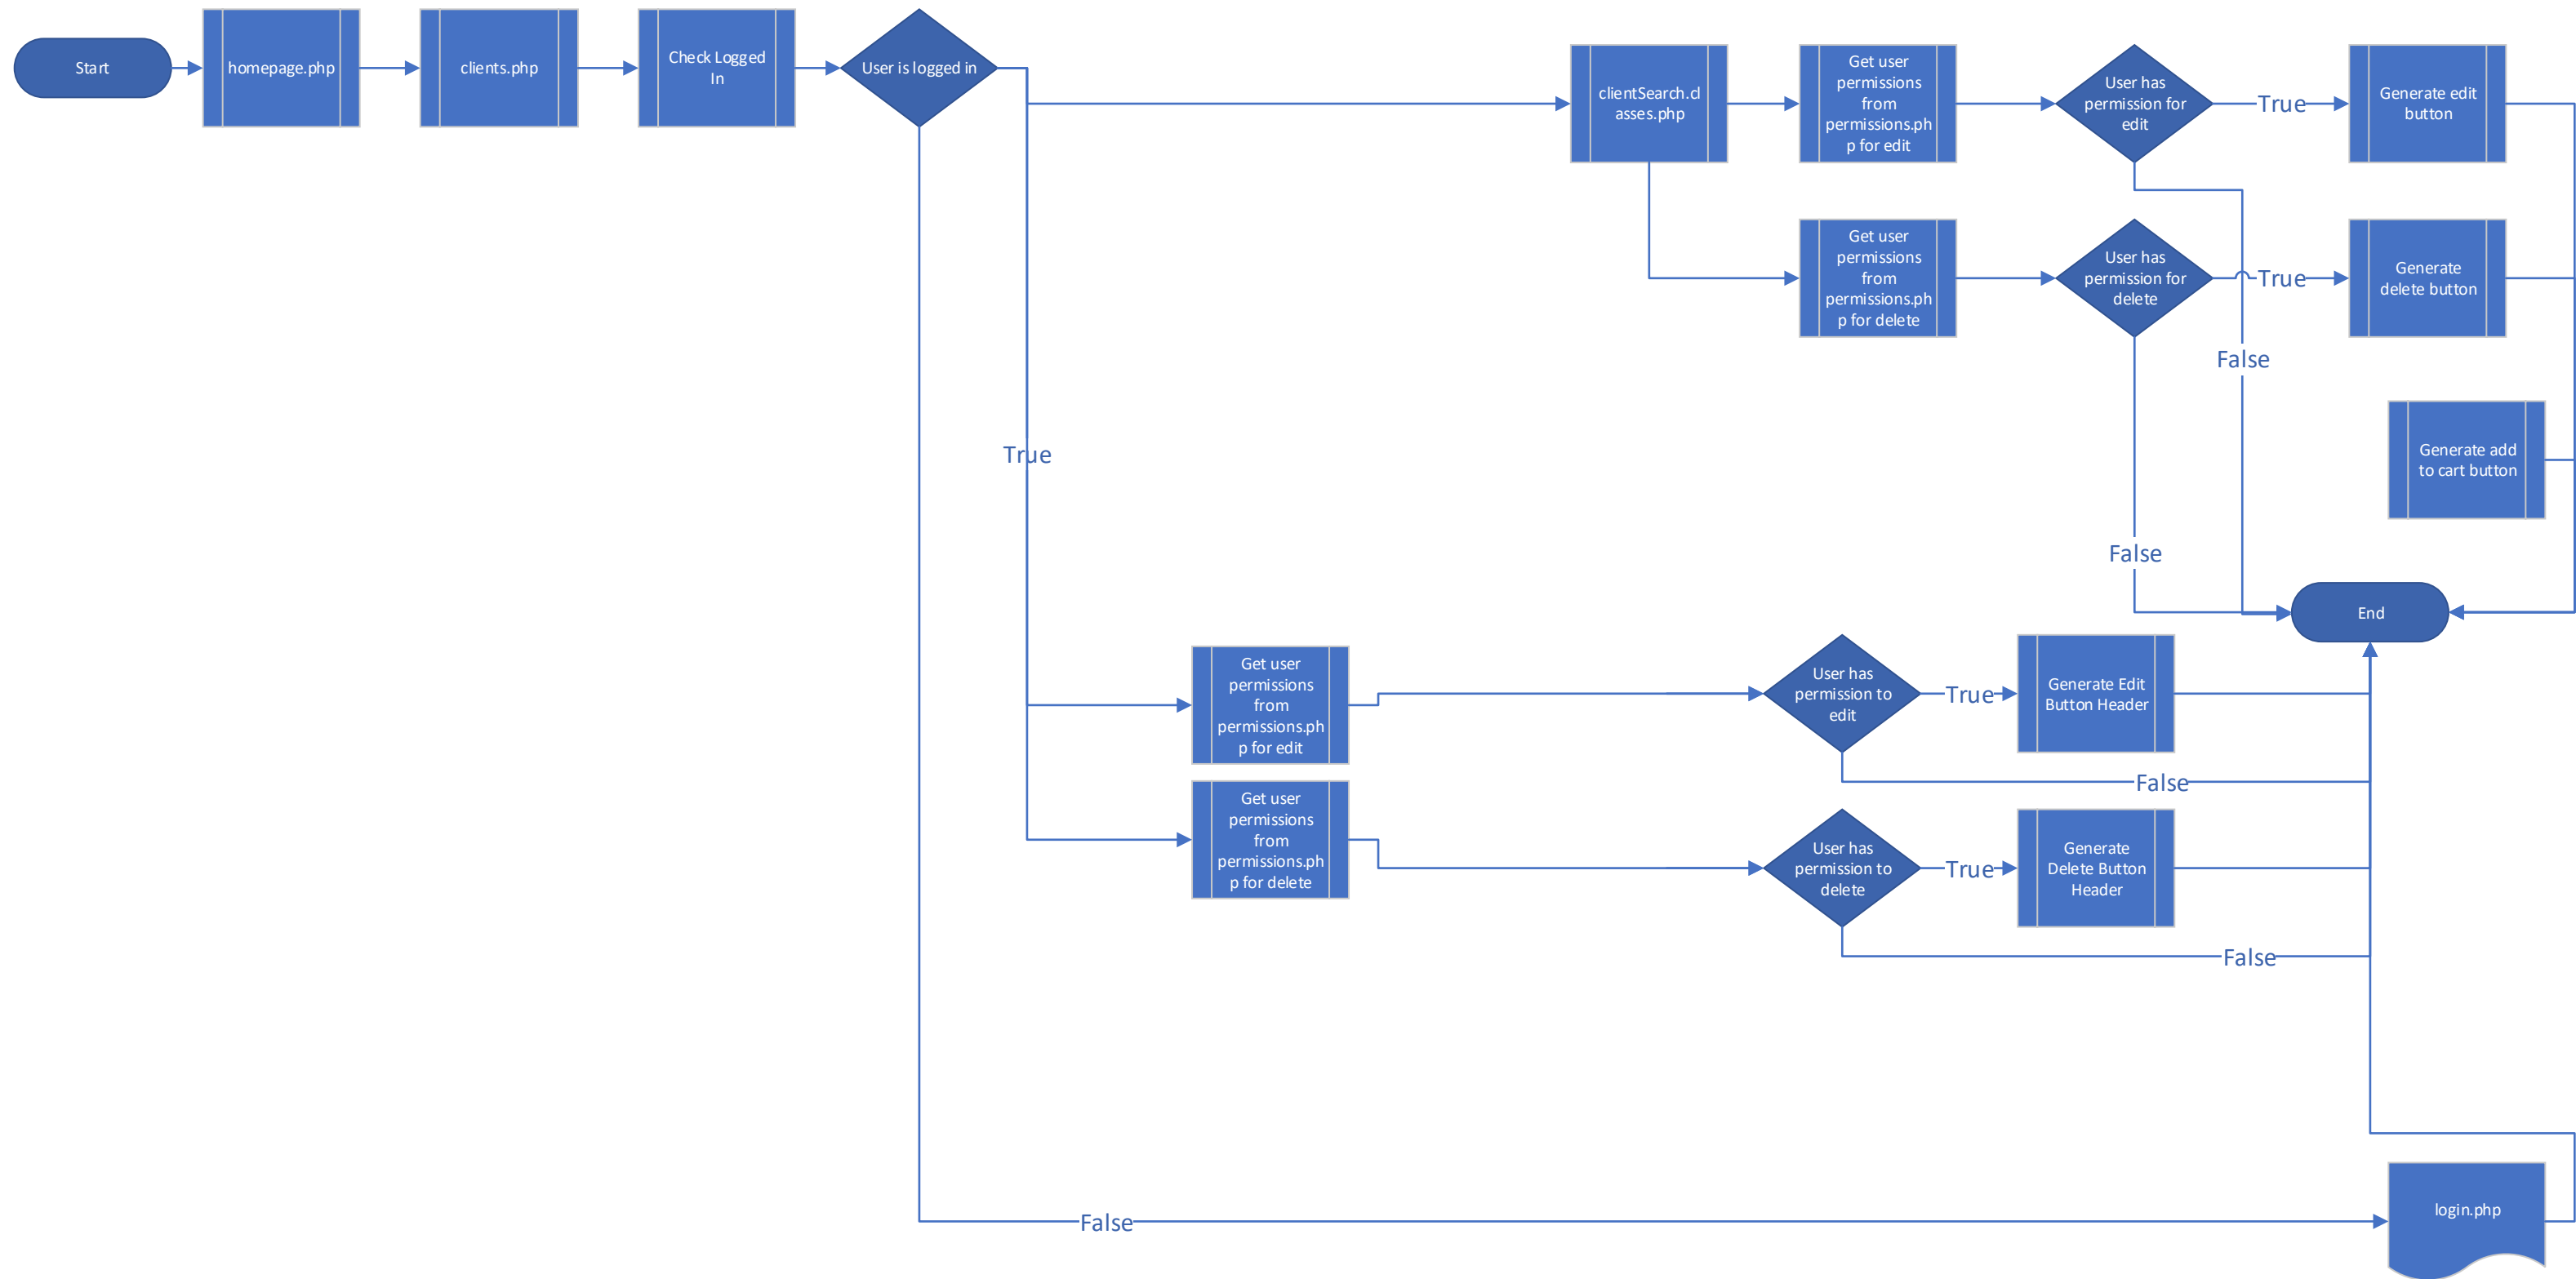 Start
homepage.php
clients.php
Check Logged
In
User is logged in
clientSearch.cl
asses.php
Get user
permissions
from
permissions.ph
p for edit
User has
permission for
edit
True
Generate edit
button
Get user
permissions
from
permissions.ph
p for delete
User has
permission for
delete
True
Generate
delete button
False
True
Generate add
to cart button
False
End
Get user
permissions
from
permissions.ph
p for edit
User has
permission to
edit
True
Generate Edit
Button Header
False
Get user
permissions
from
permissions.ph
p for delete
User has
permission to
delete
True
Generate
Delete Button
Header
False
login.php
False